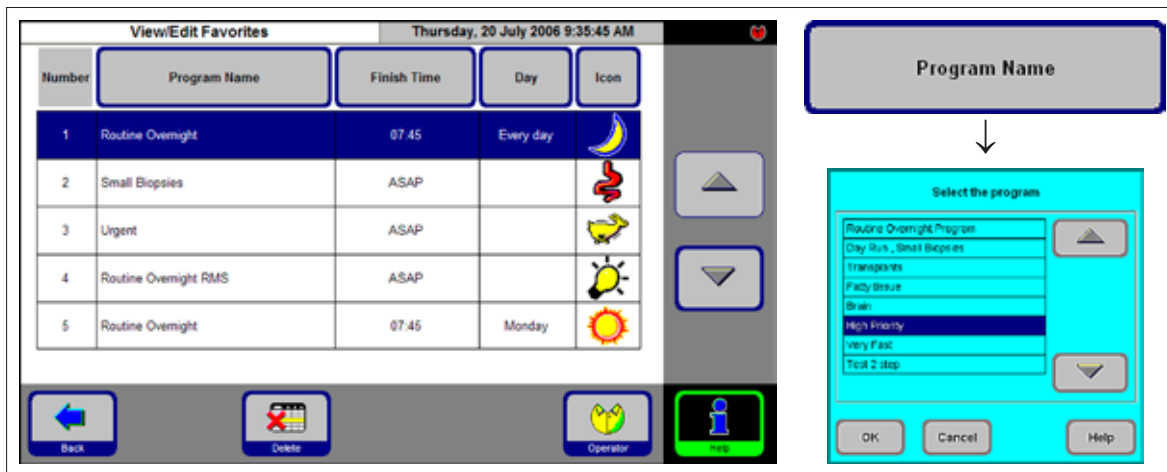 View/Edit Favorites Thursday, 20 July 2006 9:35:45 AM
Number Program Name Finish Time Day Icon
1 Routine Overnight 07:45 Every day
2 Small Biopsies ASAP
3 Urgent ASAP
4 Routine Overnight RMS ASAP
5 Routine Overnight 07:45 Monday
Back Delete Operator Help
Program Name
↓
Select the program
Routine Overnight Program
Day Run , Small Biopsies
Transplants
Fatty tissue
Brain
High Priority
Very Fast
Test 2 step
OK Cancel Help